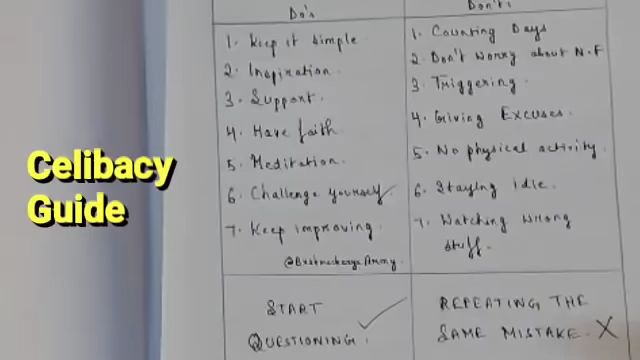 Do's
Don'ts
1. Keep it simple
2. Inspiration.
3. Support.
4. Have faith
5. Meditation.
6. Challenge yourself
7. Keep improving.
1. Counting Days
2. Don't worry about N.F
3. Triggering.
4. Giving Excuses.
5. No physical activity.
6. Staying Idle.
7. Watching wrong
stuff.
START
QUESTIONING.
REPEATING THE
SAME MISTAKE. X
Celibacy
Guide